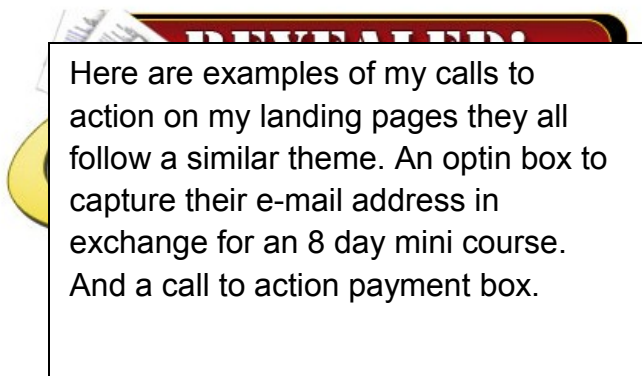 REVEALED:
Here are examples of my calls to
action on my landing pages they all
follow a similar theme. An optin box to
capture their e-mail address in
exchange for an 8 day mini course.
And a call to action payment box.